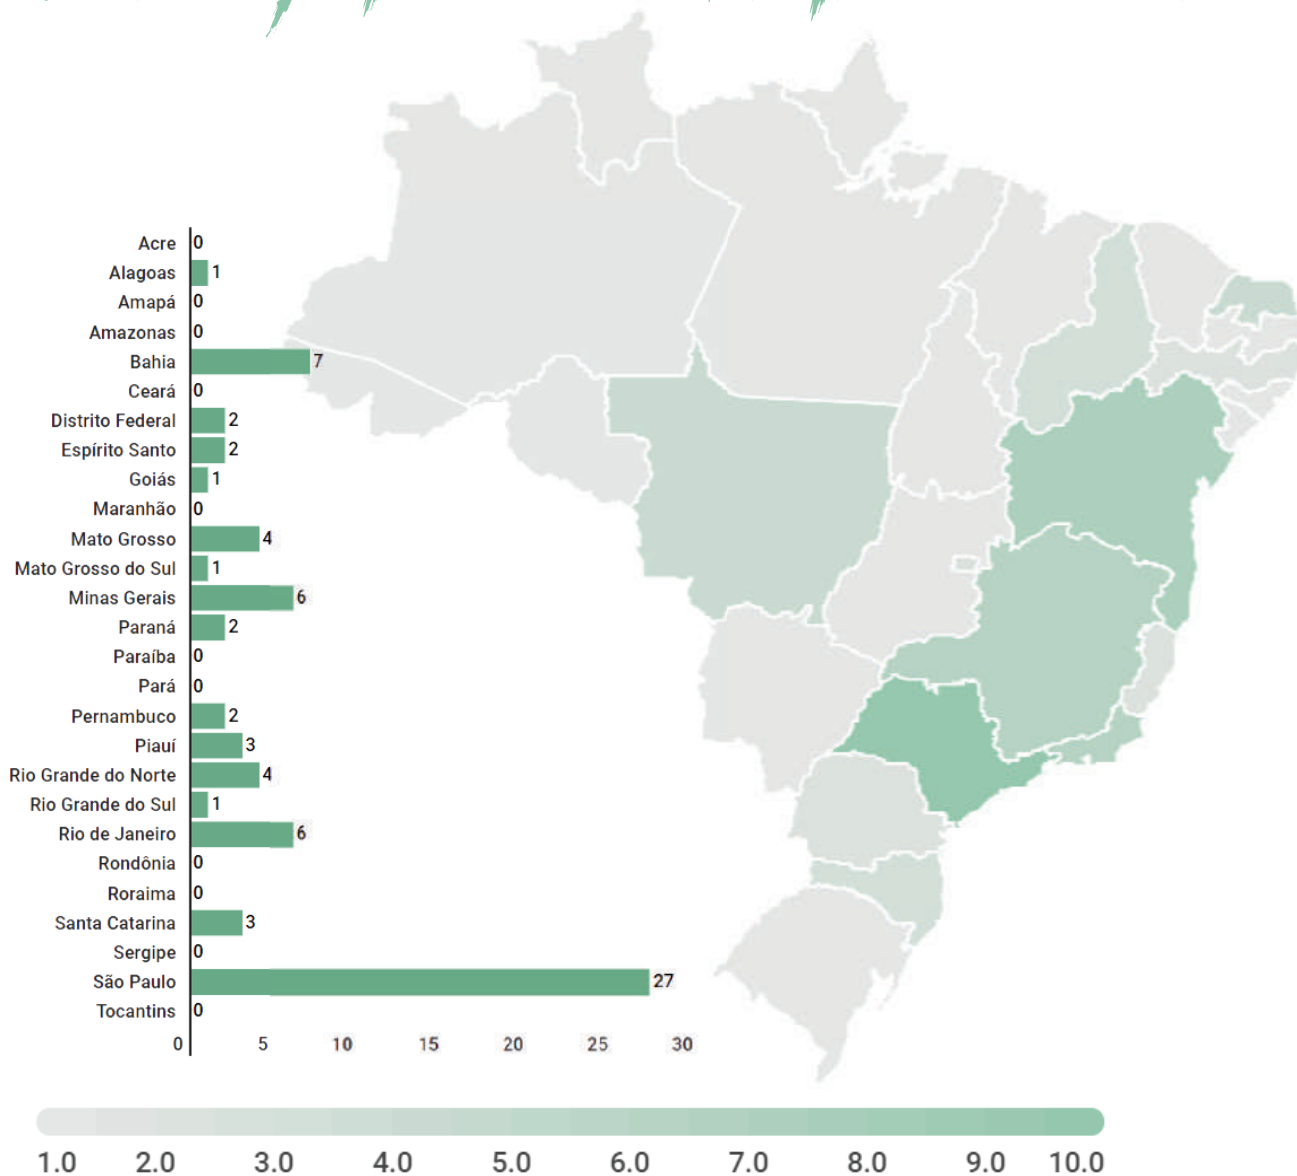 Acre 0
Alagoas 1
Amapá 0
Amazonas 0
Bahia 7
Ceará 0
Distrito Federal 2
Espírito Santo 2
Goiás 1
Maranhão 0
Mato Grosso 4
Mato Grosso do Sul 1
Minas Gerais 6
Paraná 2
Paraíba 0
Pará 0
Pernambuco 2
Piauí 3
Rio Grande do Norte 4
Rio Grande do Sul 1
Rio de Janeiro 6
Rondônia 0
Roraima 0
Santa Catarina 3
Sergipe 0
São Paulo 27
Tocantins 0
0 5 10 15 20 25 30
1.0 2.0 3.0 4.0 5.0 6.0 7.0 8.0 9.0 10.0